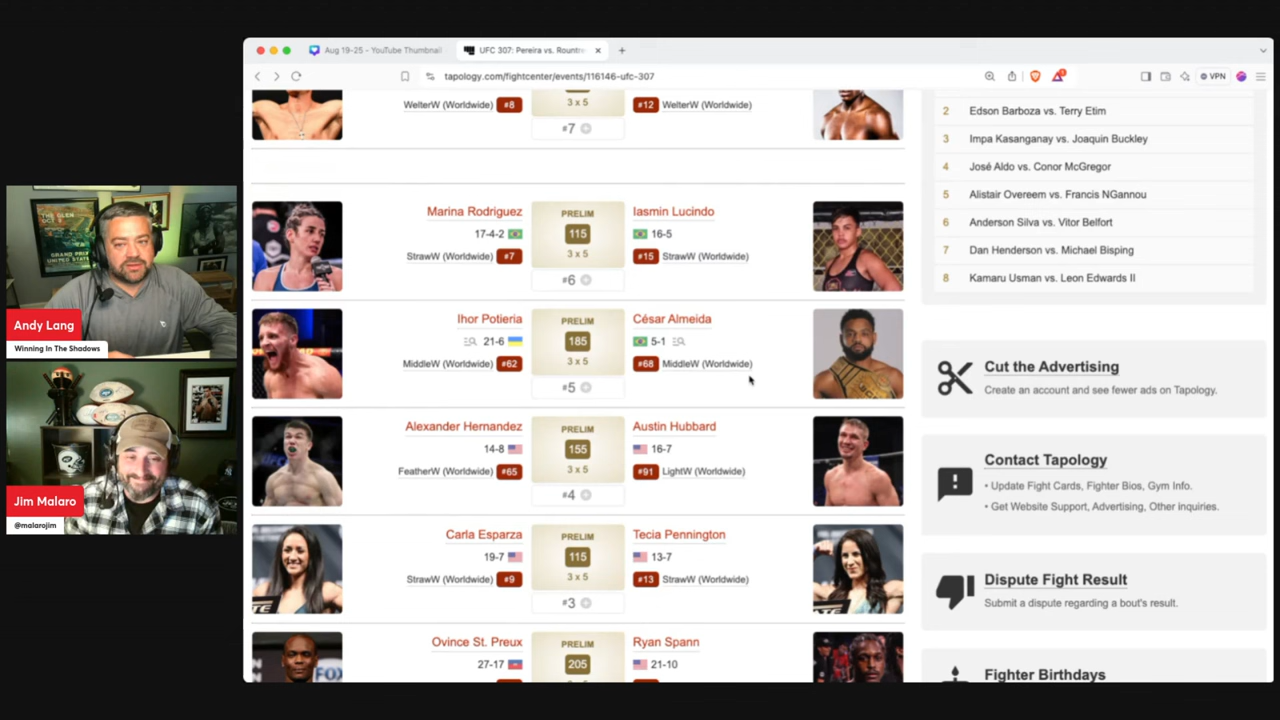 Aug 19-25 - YouTube Thumbnail
UFC 307: Pereira vs. Rountre
tapology.com/fightcenter/events/116146-ufc-307
VPN
WelterW (Worldwide) #8
3 x 5
#12 WelterW (Worldwide)
#7
Marina Rodriguez
PRELIM
Iasmin Lucindo
17-4-2
115
16-5
StrawW (Worldwide) #7
3 x 5
#15 StrawW (Worldwide)
#6
Ihor Potieria
PRELIM
César Almeida
21-6
185
5-1
MiddleW (Worldwide) #62
3 x 5
#68 MiddleW (Worldwide)
#5
Alexander Hernandez
PRELIM
Austin Hubbard
14-8
155
16-7
FeatherW (Worldwide) #65
3 x 5
#91 LightW (Worldwide)
#4
Carla Esparza
PRELIM
Tecia Pennington
19-7
115
13-7
StrawW (Worldwide) #9
3 x 5
#13 StrawW (Worldwide)
#3
Ovince St. Preux
PRELIM
Ryan Spann
27-17
205
21-10
2 Edson Barboza vs. Terry Etim
3 Impa Kasanganay vs. Joaquin Buckley
4 José Aldo vs. Conor McGregor
5 Alistair Overeem vs. Francis NGannou
6 Anderson Silva vs. Vitor Belfort
7 Dan Henderson vs. Michael Bisping
8 Kamaru Usman vs. Leon Edwards II
Cut the Advertising
Create an account and see fewer ads on Tapology.
Contact Tapology
• Update Fight Cards, Fighter Bios, Gym Info.
• Get Website Support, Advertising, Other Inquiries.
Dispute Fight Result
Submit a dispute regarding a bout's result.
Fighter Birthdays
THE GLEN
GRAND PRIX
UNITED STATES
Andy Lang
Winning In The Shadows
Jim Malaro
@malarojim